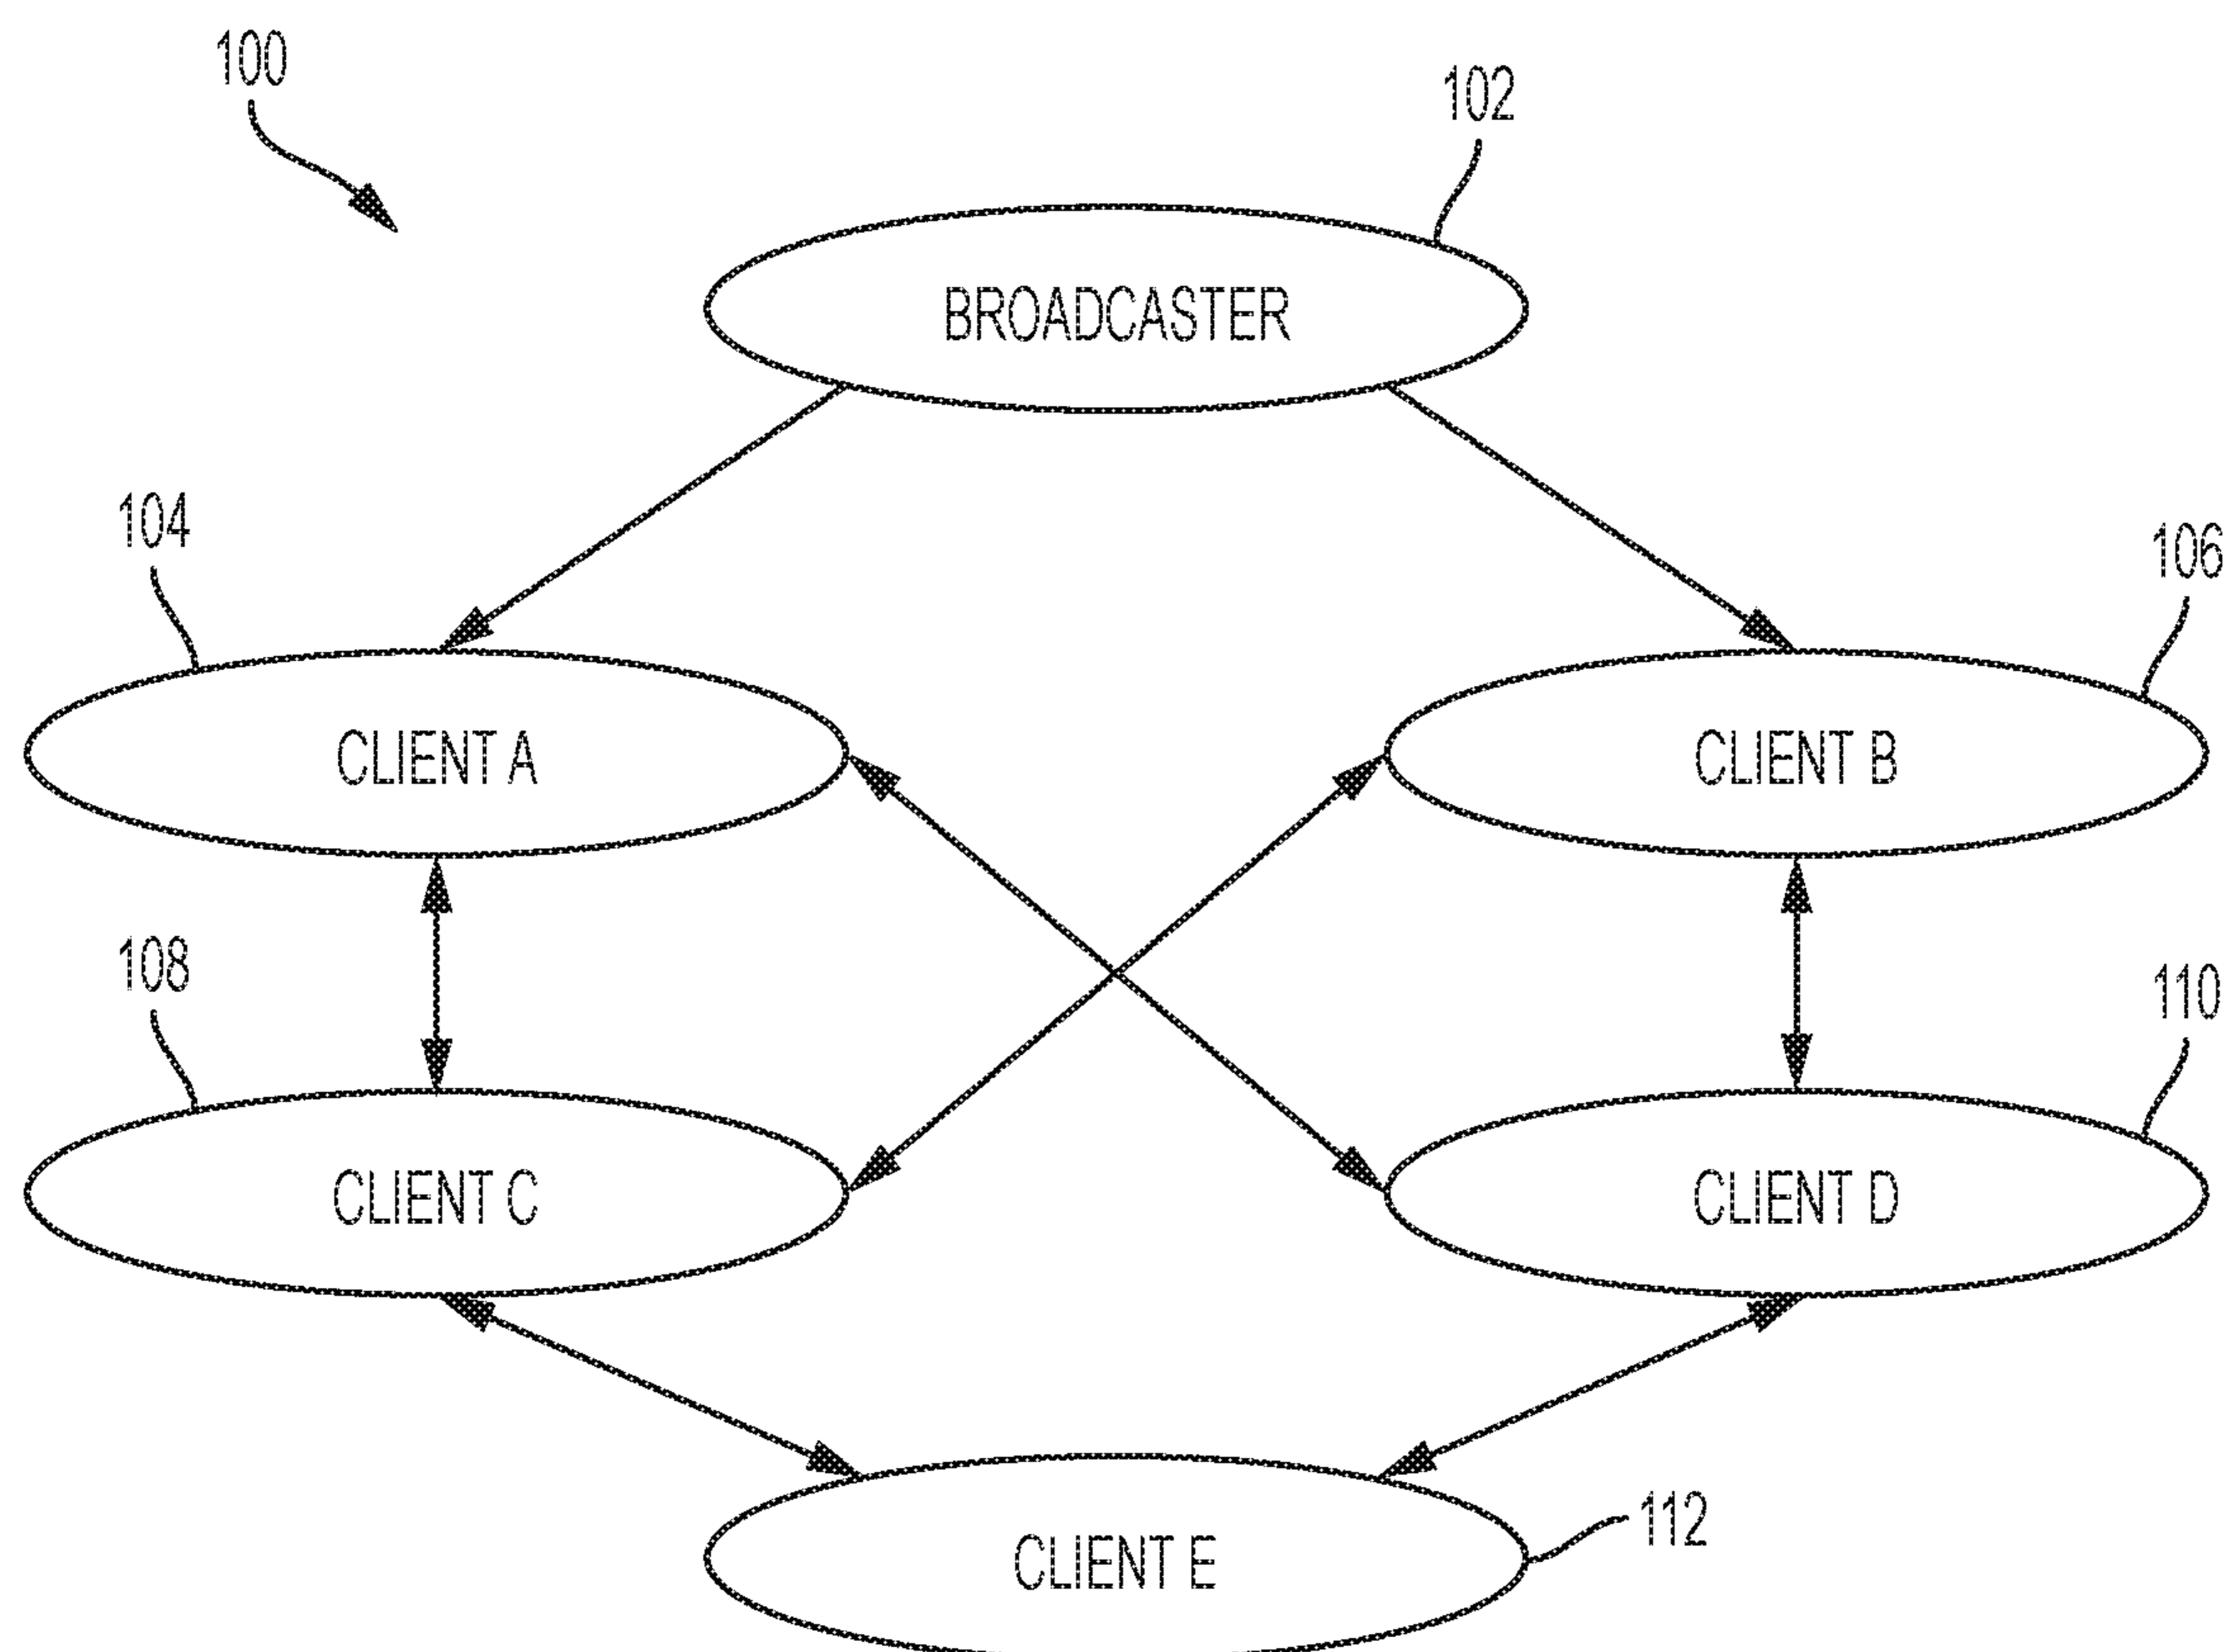 100
102
BROADCASTER
104
106
CLIENT A
CLIENT B
108
110
CLIENT C
CLIENT D
112
CLIENT E